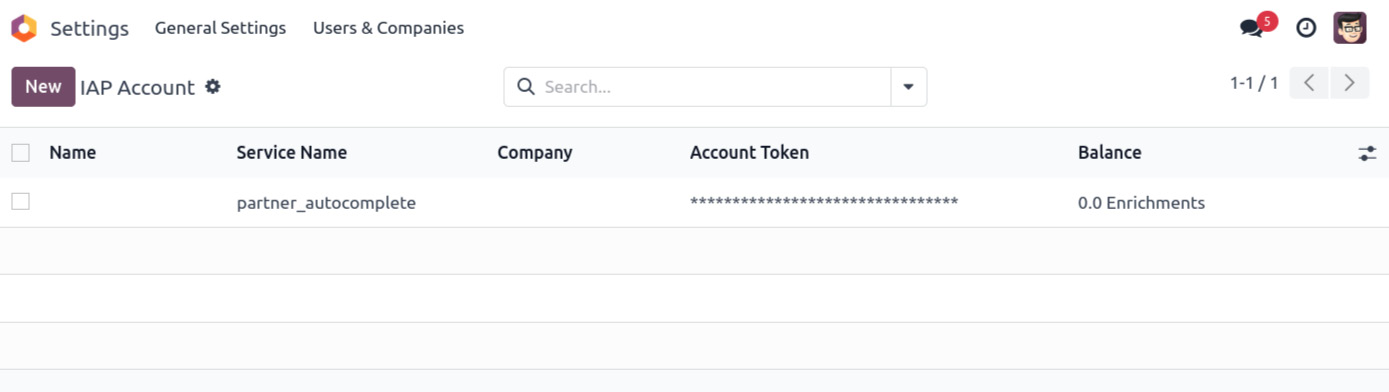 Settings General Settings Users & Companies 5
New IAP Account Search... 1-1 / 1
Name Service Name Company Account Token Balance
partner_autocomplete ******************************** 0.0 Enrichments